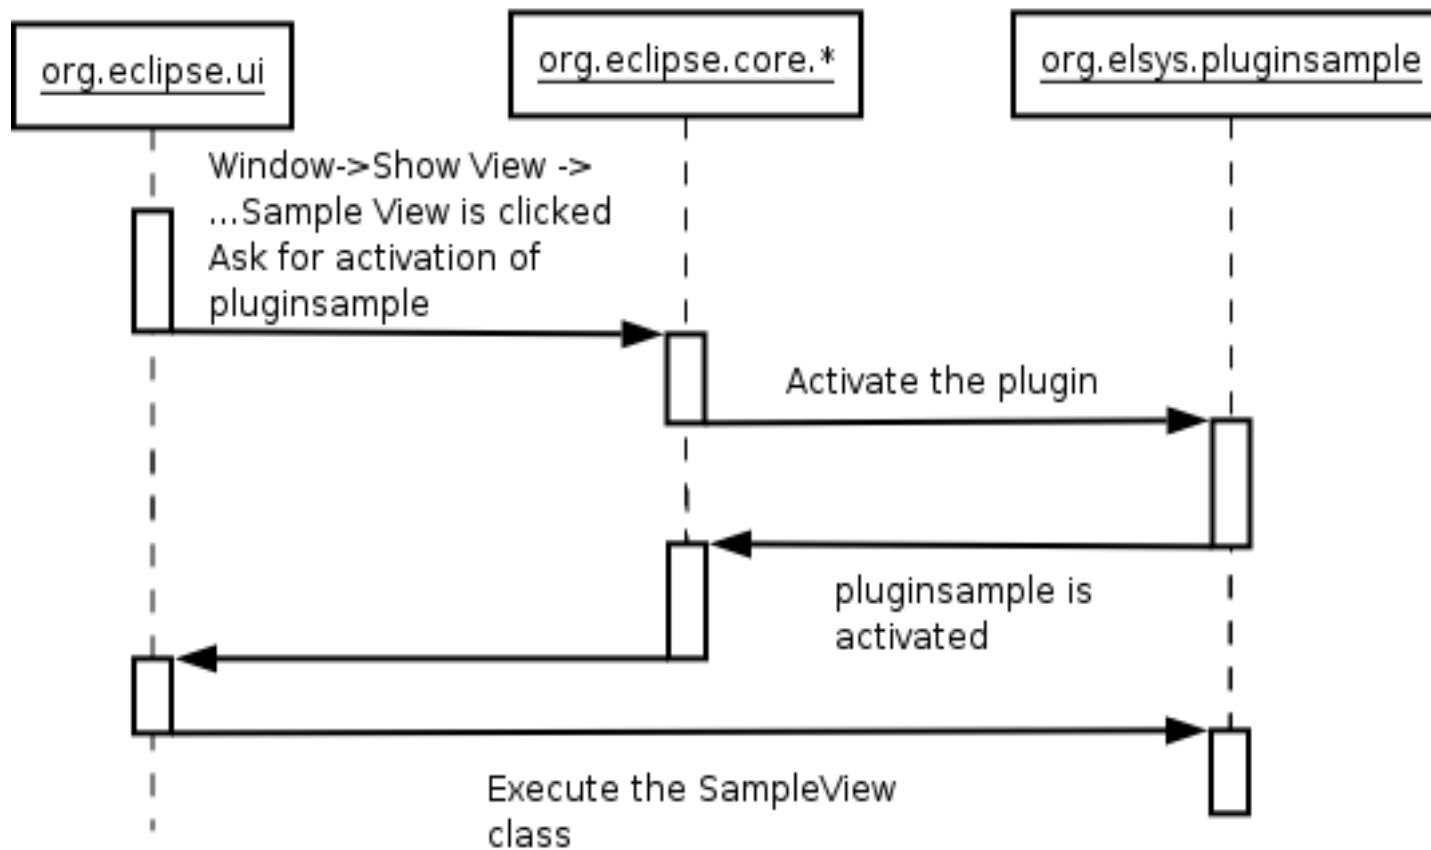 org.eclipse.ui
org.eclipse.core.*
org.elsys.pluginsample
Window->Show View ->
...Sample View is clicked
Ask for activation of
pluginsample
Activate the plugin
pluginsample is
activated
Execute the SampleView
class